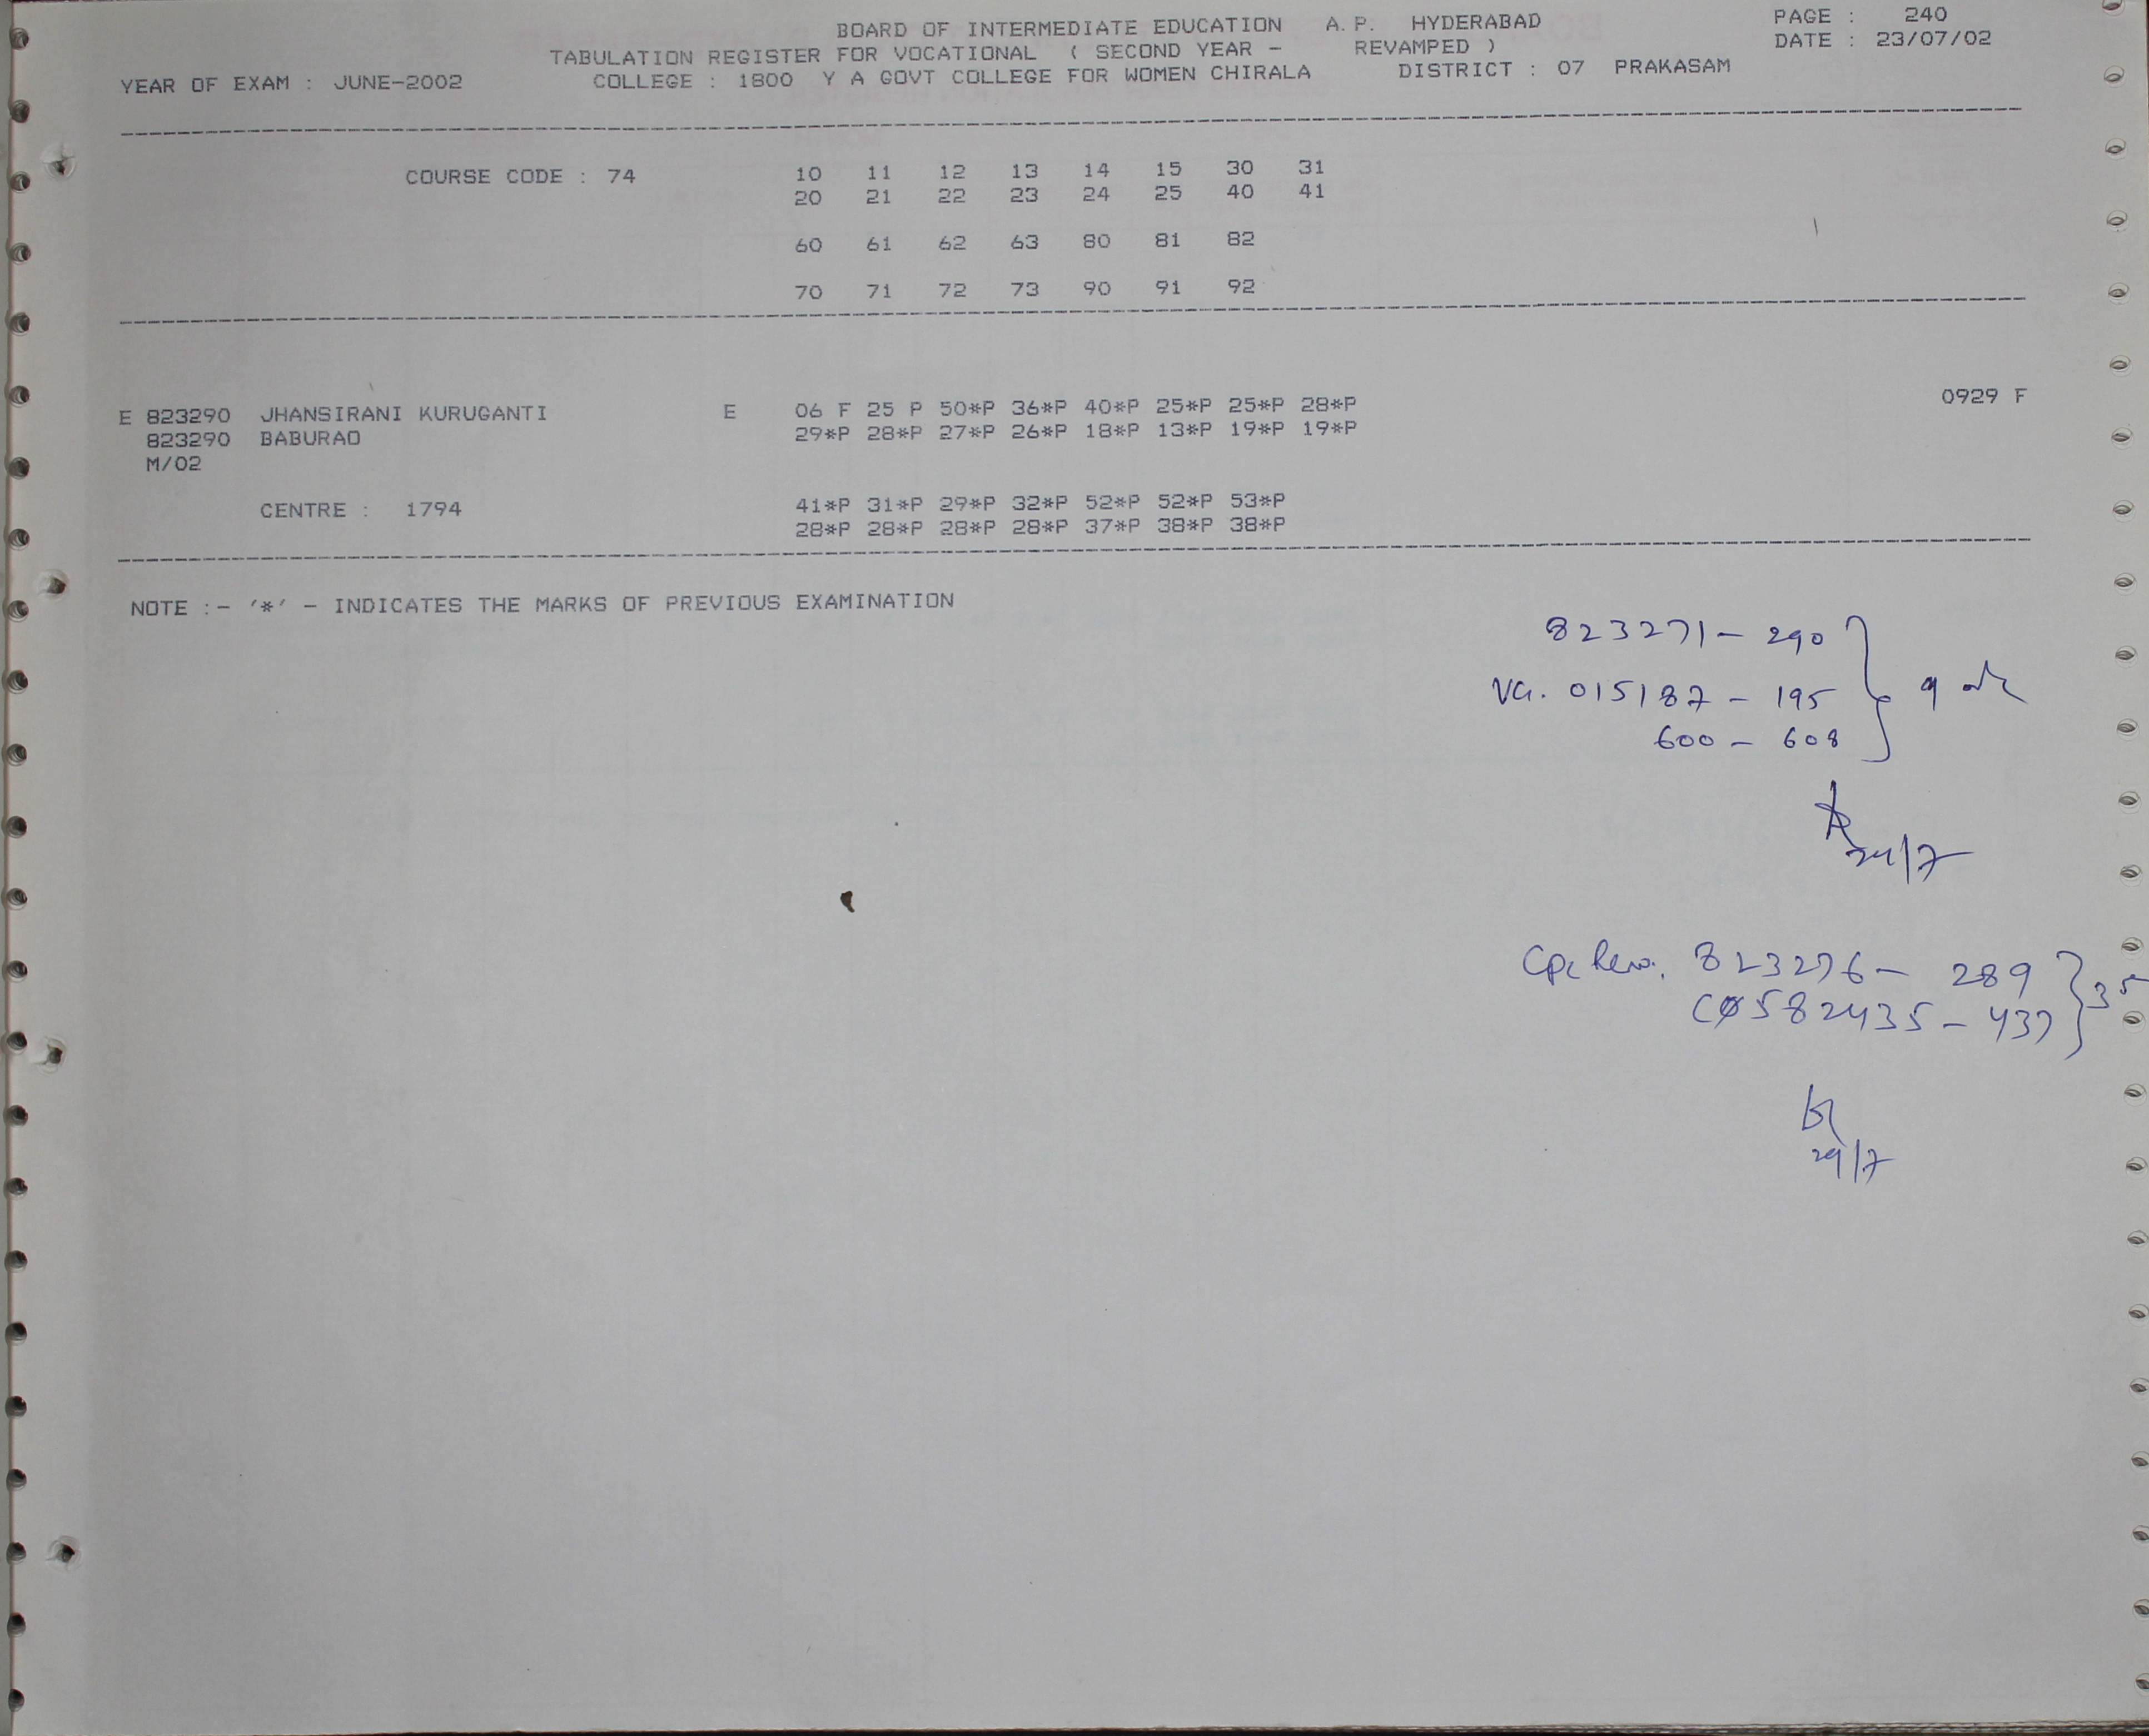 BOARD OF INTERMEDIATE EDUCATION A.P. HYDERABAD PAGE : 240
TABULATION REGISTER FOR VOCATIONAL ( SECOND YEAR - REVAMPED ) DATE : 23/07/02
YEAR OF EXAM : JUNE-2002 COLLEGE : 1800 Y A GOVT COLLEGE FOR WOMEN CHIRALA DISTRICT : 07 PRAKASAM
COURSE CODE : 74 10 11 12 13 14 15 30 31
20 21 22 23 24 25 40 41
60 61 62 63 80 81 82
70 71 72 73 90 91 92
E 823290 JHANSIRANI KURUGANTI E 06 F 25 P 50*P 36*P 40*P 25*P 25*P 28*P 0929 F
823290 BABURAO 29*P 28*P 27*P 26*P 18*P 13*P 19*P 19*P
M/02
CENTRE : 1794 41*P 31*P 29*P 32*P 52*P 52*P 53*P
28*P 28*P 28*P 28*P 37*P 38*P 38*P
NOTE :- '*' - INDICATES THE MARKS OF PREVIOUS EXAMINATION
823271 - 290
015187 - 195 9
600 - 608
24/7
823276 - 289
582435 - 437 35
29/7